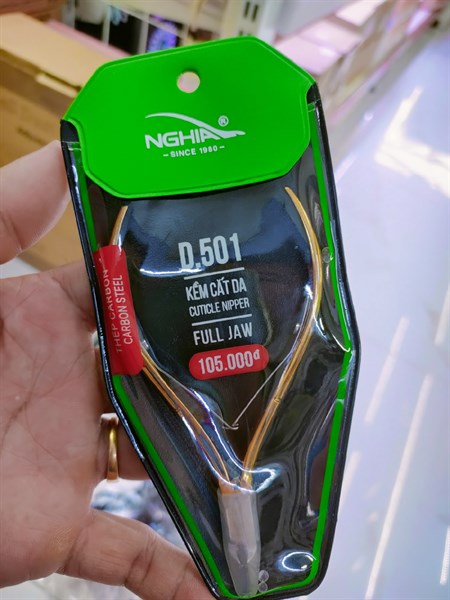 NGHIA®
- SINCE 1980 -
D.501
KỀM CẮT DA
CUTICLE NIPPER
FULL JAW
105.000đ
THÉP CARBON
CARBON STEEL